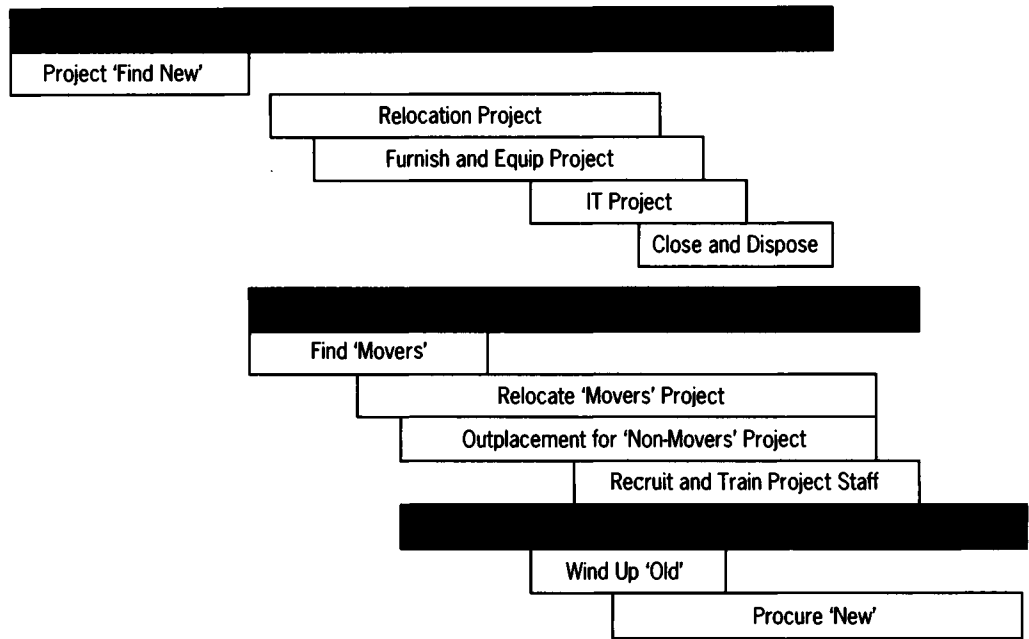 Project ‘Find New’
Relocation Project
Furnish and Equip Project
IT Project
Close and Dispose
Find ‘Movers’
Relocate ‘Movers’ Project
Outplacement for ‘Non-Movers’ Project
Recruit and Train Project Staff
Wind Up ‘Old’
Procure ‘New’